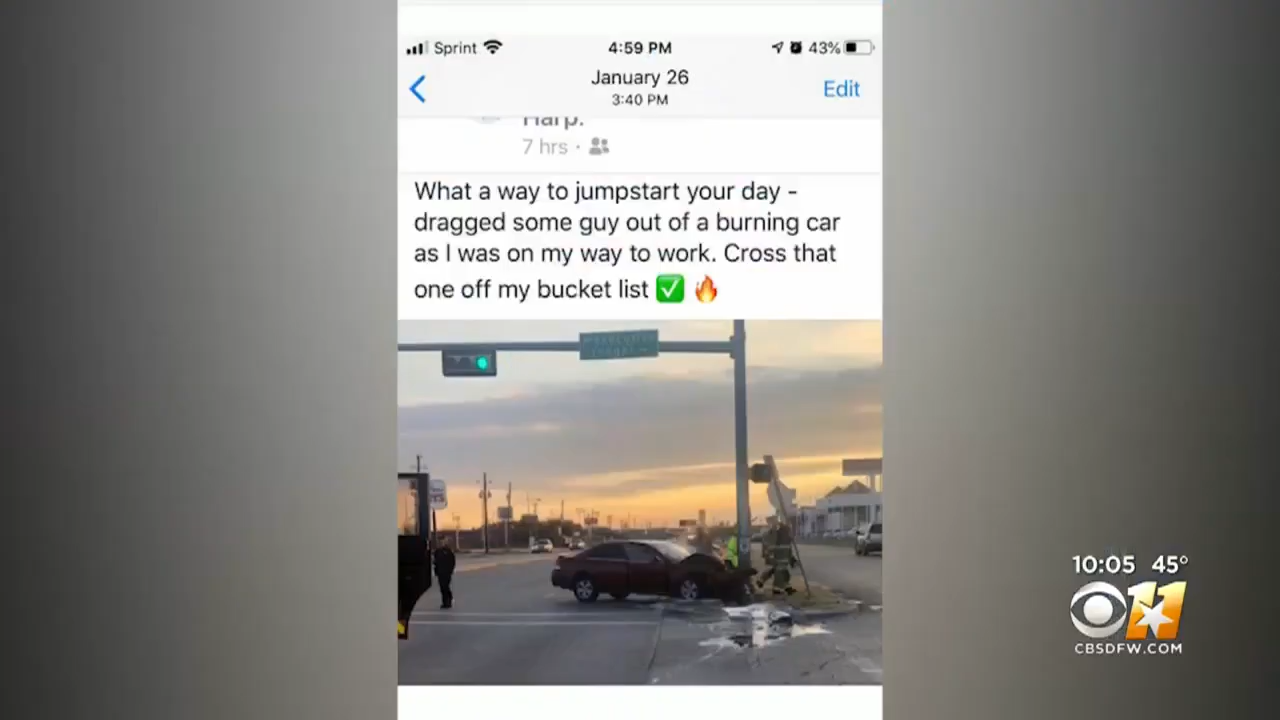 Sprint 4:59 PM 43%
January 26
Edit
3:40 PM
Harp.
7 hrs ·
What a way to jumpstart your day -
dragged some guy out of a burning car
as I was on my way to work. Cross that
one off my bucket list ✅ 🔥
10:05 45°
11
CBSDFW.COM